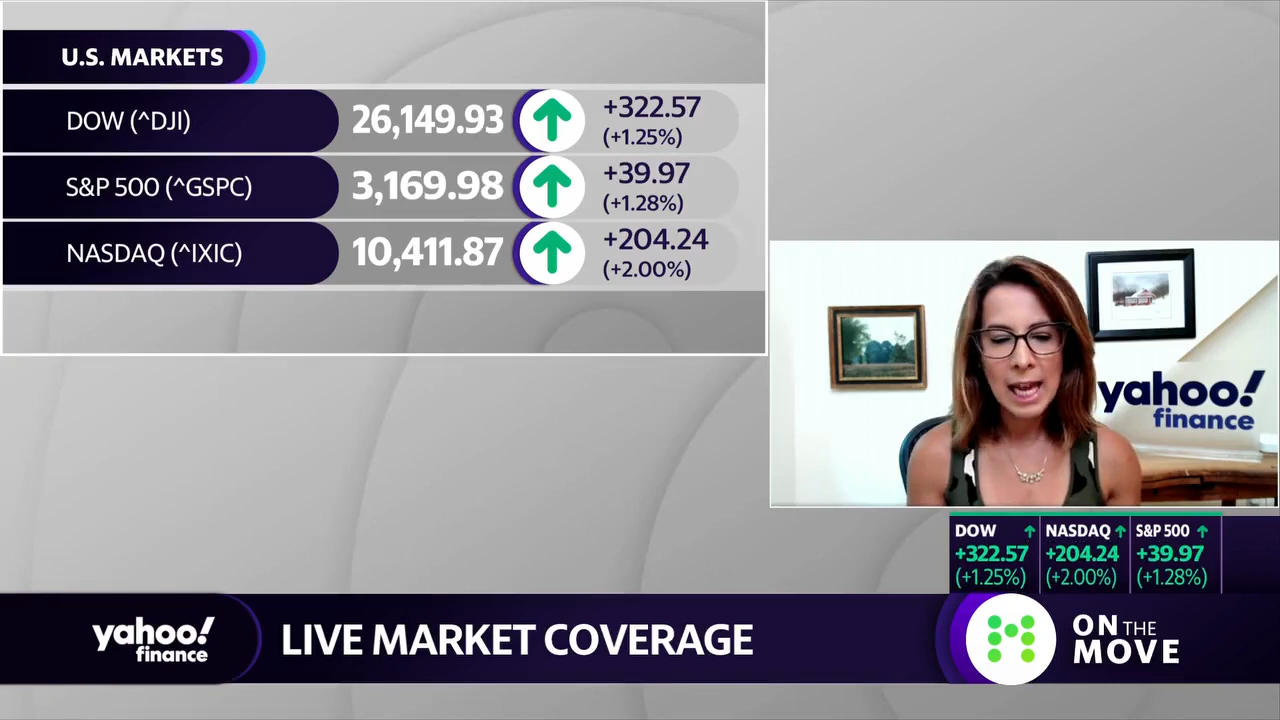 U.S. MARKETS
DOW (^DJI) 26,149.93 +322.57
(+1.25%)
S&P 500 (^GSPC) 3,169.98 +39.97
(+1.28%)
NASDAQ (^IXIC) 10,411.87 +204.24
(+2.00%)
yahoo!
finance
DOW NASDAQ S&P 500
+322.57 +204.24 +39.97
(+1.25%) (+2.00%) (+1.28%)
yahoo!
finance
LIVE MARKET COVERAGE
ON THE
MOVE